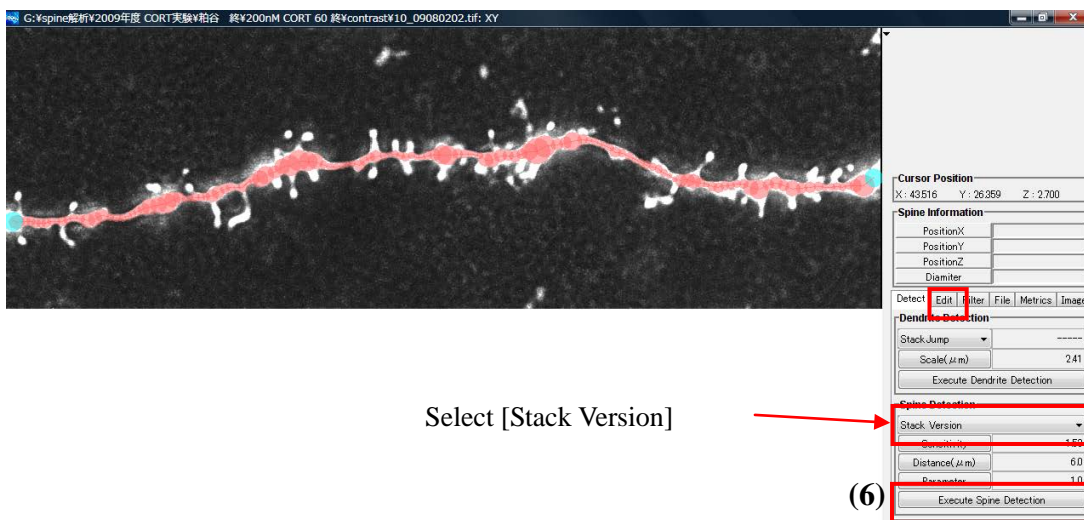 G:¥spine解析¥2009年度 CORT実験¥粕谷 終¥200nM CORT 60 終¥contrast¥10_09080202.tif: XY
Cursor Position
X : 43.516 Y : 26.359 Z : 2.700
Spine Information
PositionX
PositionY
PositionZ
Diamiter
Detect Edit Filter File Metrics Image
Dendrite Detection
StackJump -----
Scale(μm) 2.41
Execute Dendrite Detection
Spine Detection
Select [Stack Version]
Stack Version
Sensitivity 1.50
Distance(μm) 6.0
Parameter 1.0
(6)
Execute Spine Detection